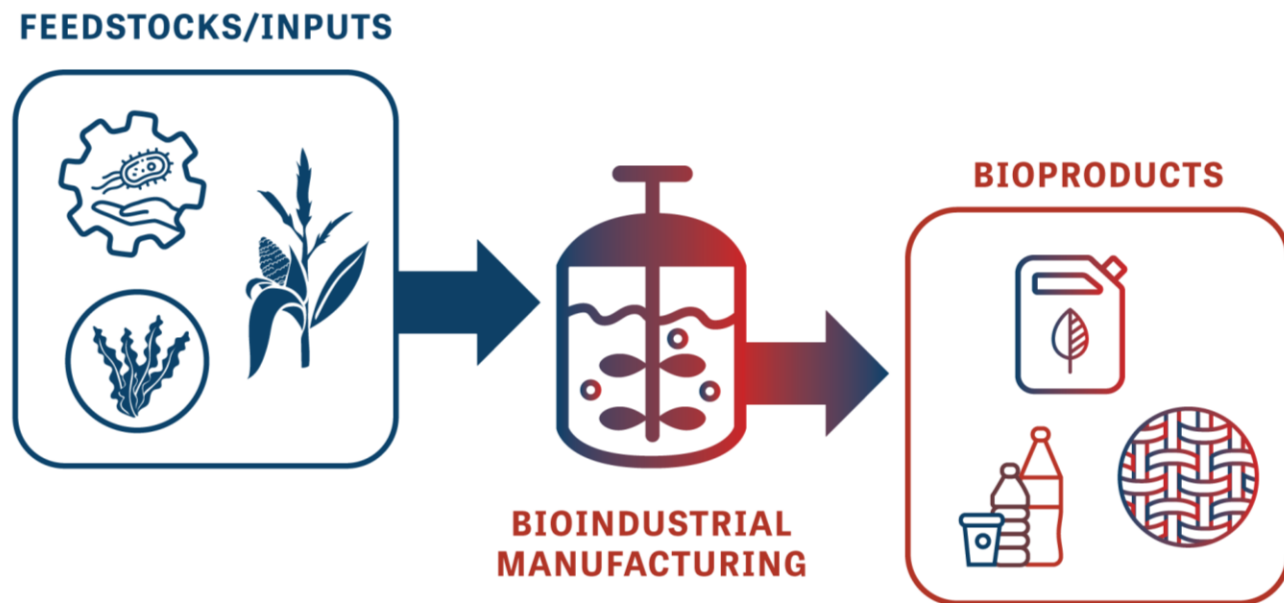 FEEDSTOCKS/INPUTS
BIOPRODUCTS
BIOINDUSTRIAL
MANUFACTURING